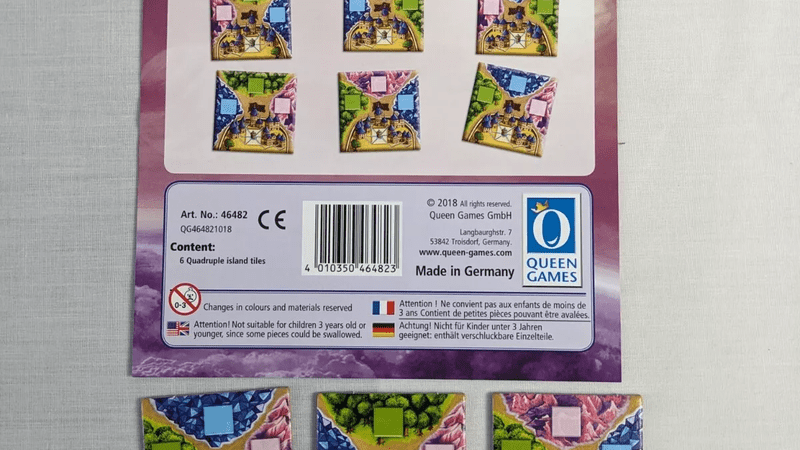 Art. No.: 46482
QG464821018
Content:
6 Quadruple island tiles
CE
4 010350 464823
© 2018 All rights reserved.
Queen Games GmbH
Langbaurghstr. 7
53842 Troisdorf, Germany.
www.queen-games.com
Made in Germany
QUEEN
GAMES
0-3
Changes in colours and materials reserved
Attention! Not suitable for children 3 years old or
younger, since some pieces could be swallowed.
Attention ! Ne convient pas aux enfants de moins de
3 ans Contient de petites pièces pouvant être avalées.
Achtung! Nicht für Kinder unter 3 Jahren
geeignet: enthält verschluckbare Einzelteile.